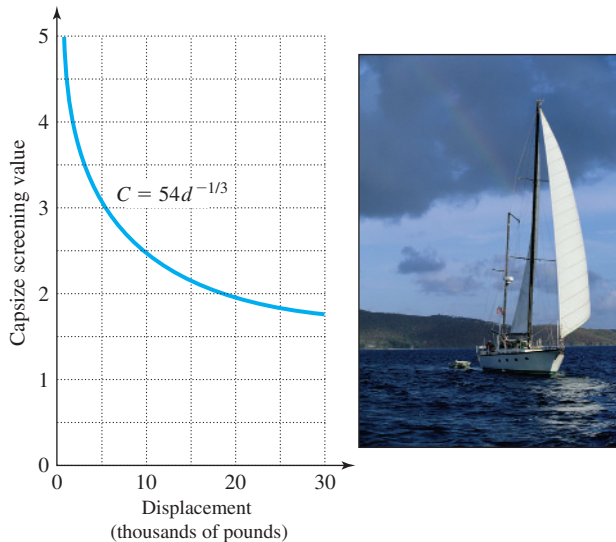 5
4
C = 54d^{-1/3}
3
2
1
0
0 10 20 30
Capsize screening value
Displacement
(thousands of pounds)